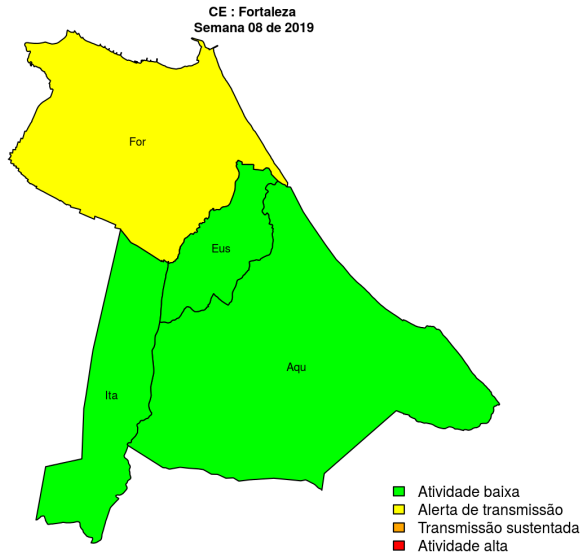 CE : Fortaleza
Semana 08 de 2019
For
Eus
Aqu
Ita
Atividade baixa
Alerta de transmissão
Transmissão sustentada
Atividade alta